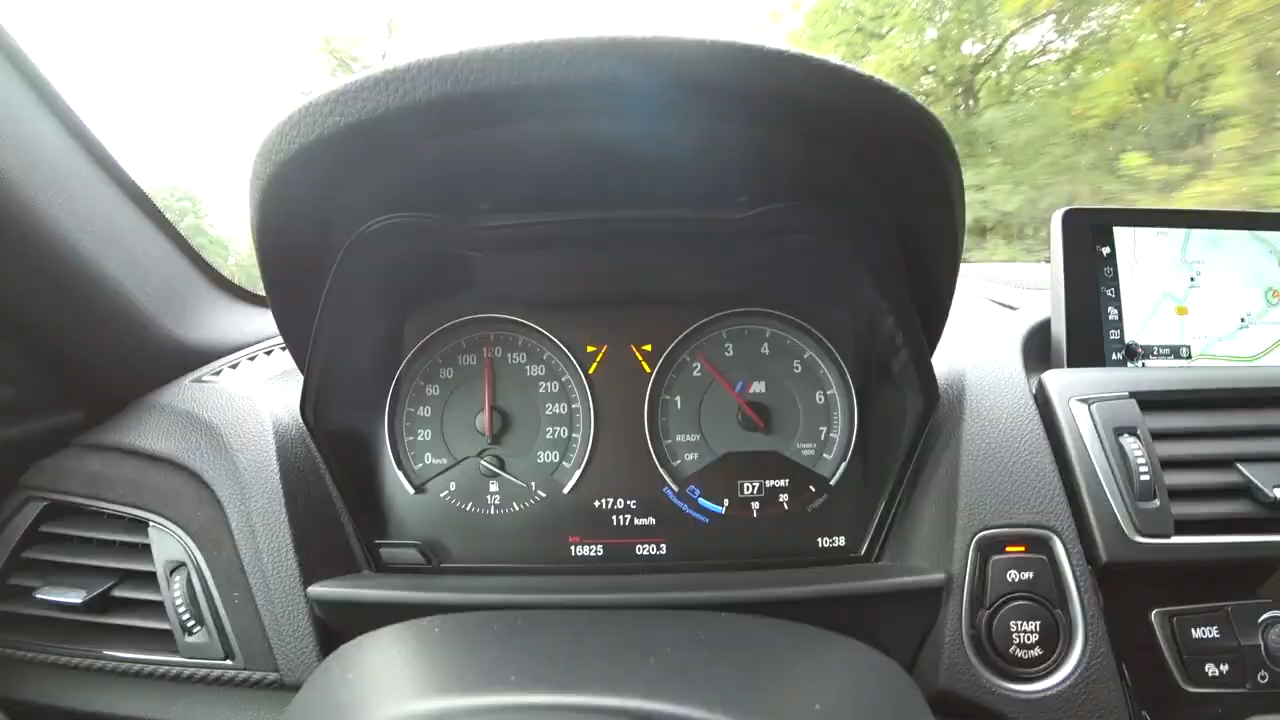 0 km/h
20
40
60
80
100
120
150
180
210
240
270
300
0
1/2
1
+17.0 °C
117 km/h
km
16825
020.3
READY
OFF
1
2
3
4
5
6
7
M
1/min x
1000
D7 SPORT
0
10
20
EfficientDynamics
10:38
2 km
OFF
START
STOP
ENGINE
MODE